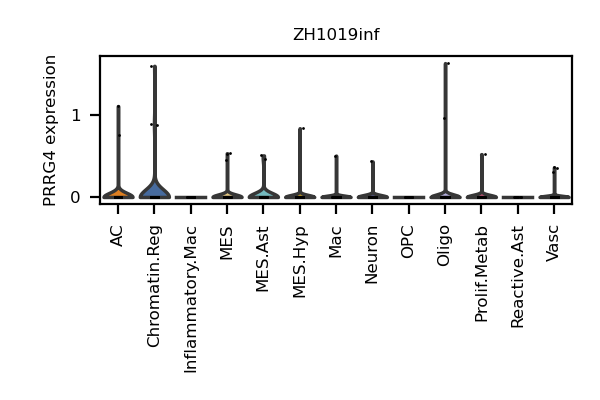 ZH1019inf
PRRG4 expression
1
0
AC
Chromatin.Reg
Inflammatory.Mac
MES
MES.Ast
MES.Hyp
Mac
Neuron
OPC
Oligo
Prolif.Metab
Reactive.Ast
Vasc